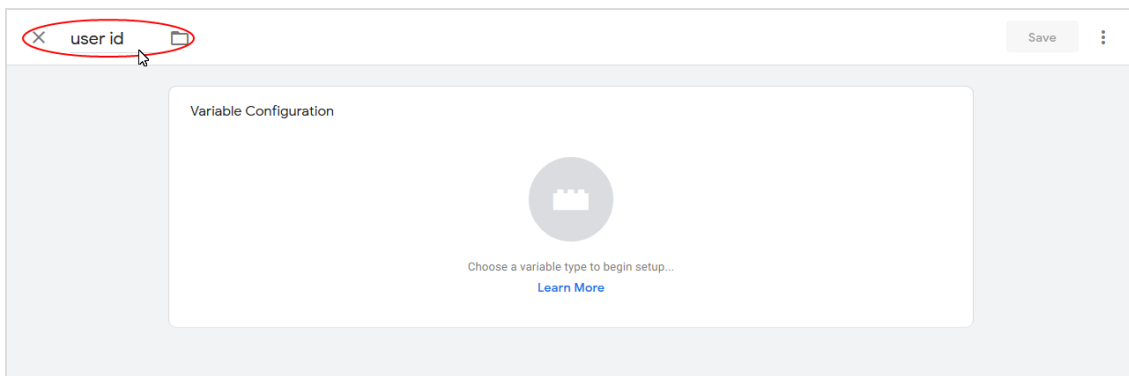 user id
Save
Variable Configuration
Choose a variable type to begin setup...
Learn More